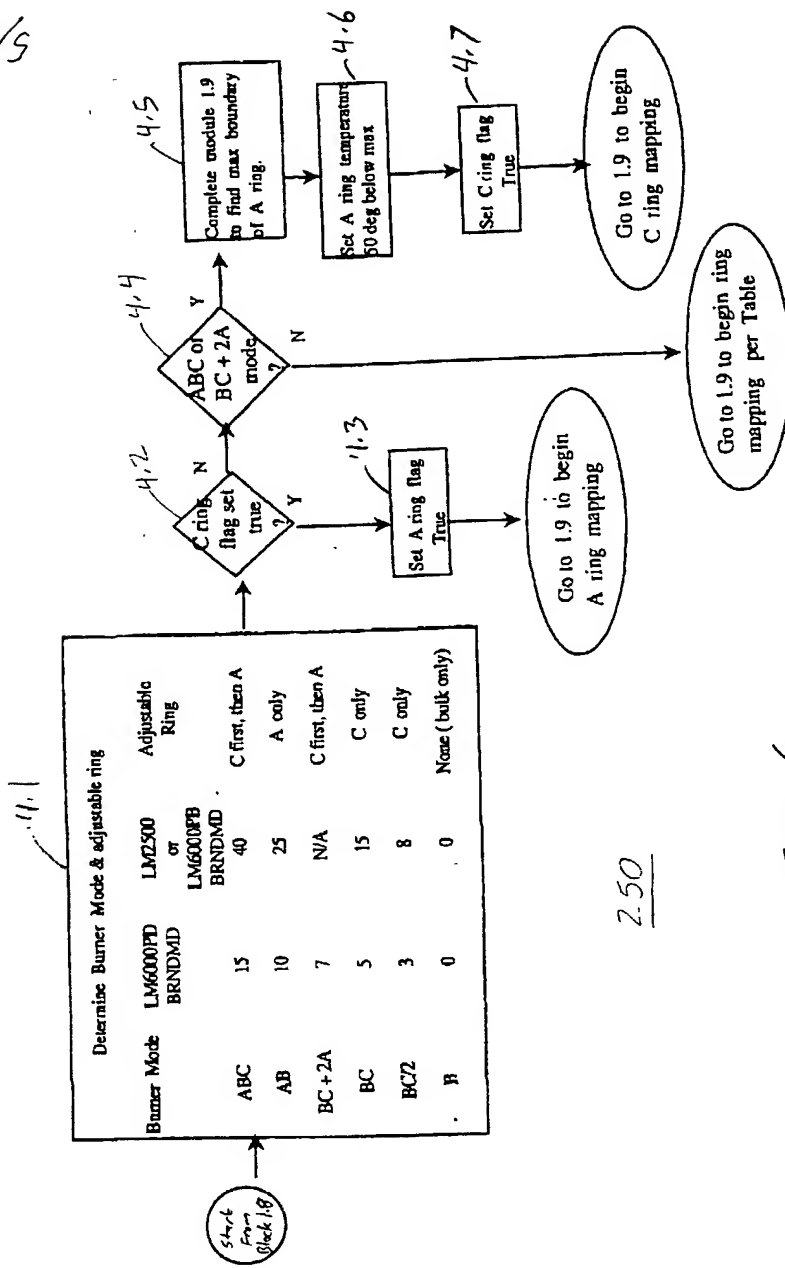 5/
4.1
Determine Burner Mode & adjustable ring
Burner Mode LM6000PD BRNDMD LM2500 or LM6000PB BRNDMD Adjustable Ring
ABC 15 40 C first, then A
AB 10 25 A only
BC + 2A 7 N/A C first, then A
BC 5 15 C only
BC/2 3 8 C only
B 0 0 None ( bulk only)
Start
From
Block 1.8
4.2
C ring
flag set
true
?
N
Y
4.3
Set A ring flag
True
Go to 1.9 to begin
A ring mapping
4.4
ABC or
BC + 2A
mode
?
Y
N
Go to 1.9 to begin ring
mapping per Table
4.5
Complete module 1.9
to find max boundary
of A ring.
4.6
Set A ring temperature
50 deg below max
4.7
Set C ring flag
True
Go to 1.9 to begin
C ring mapping
2.50